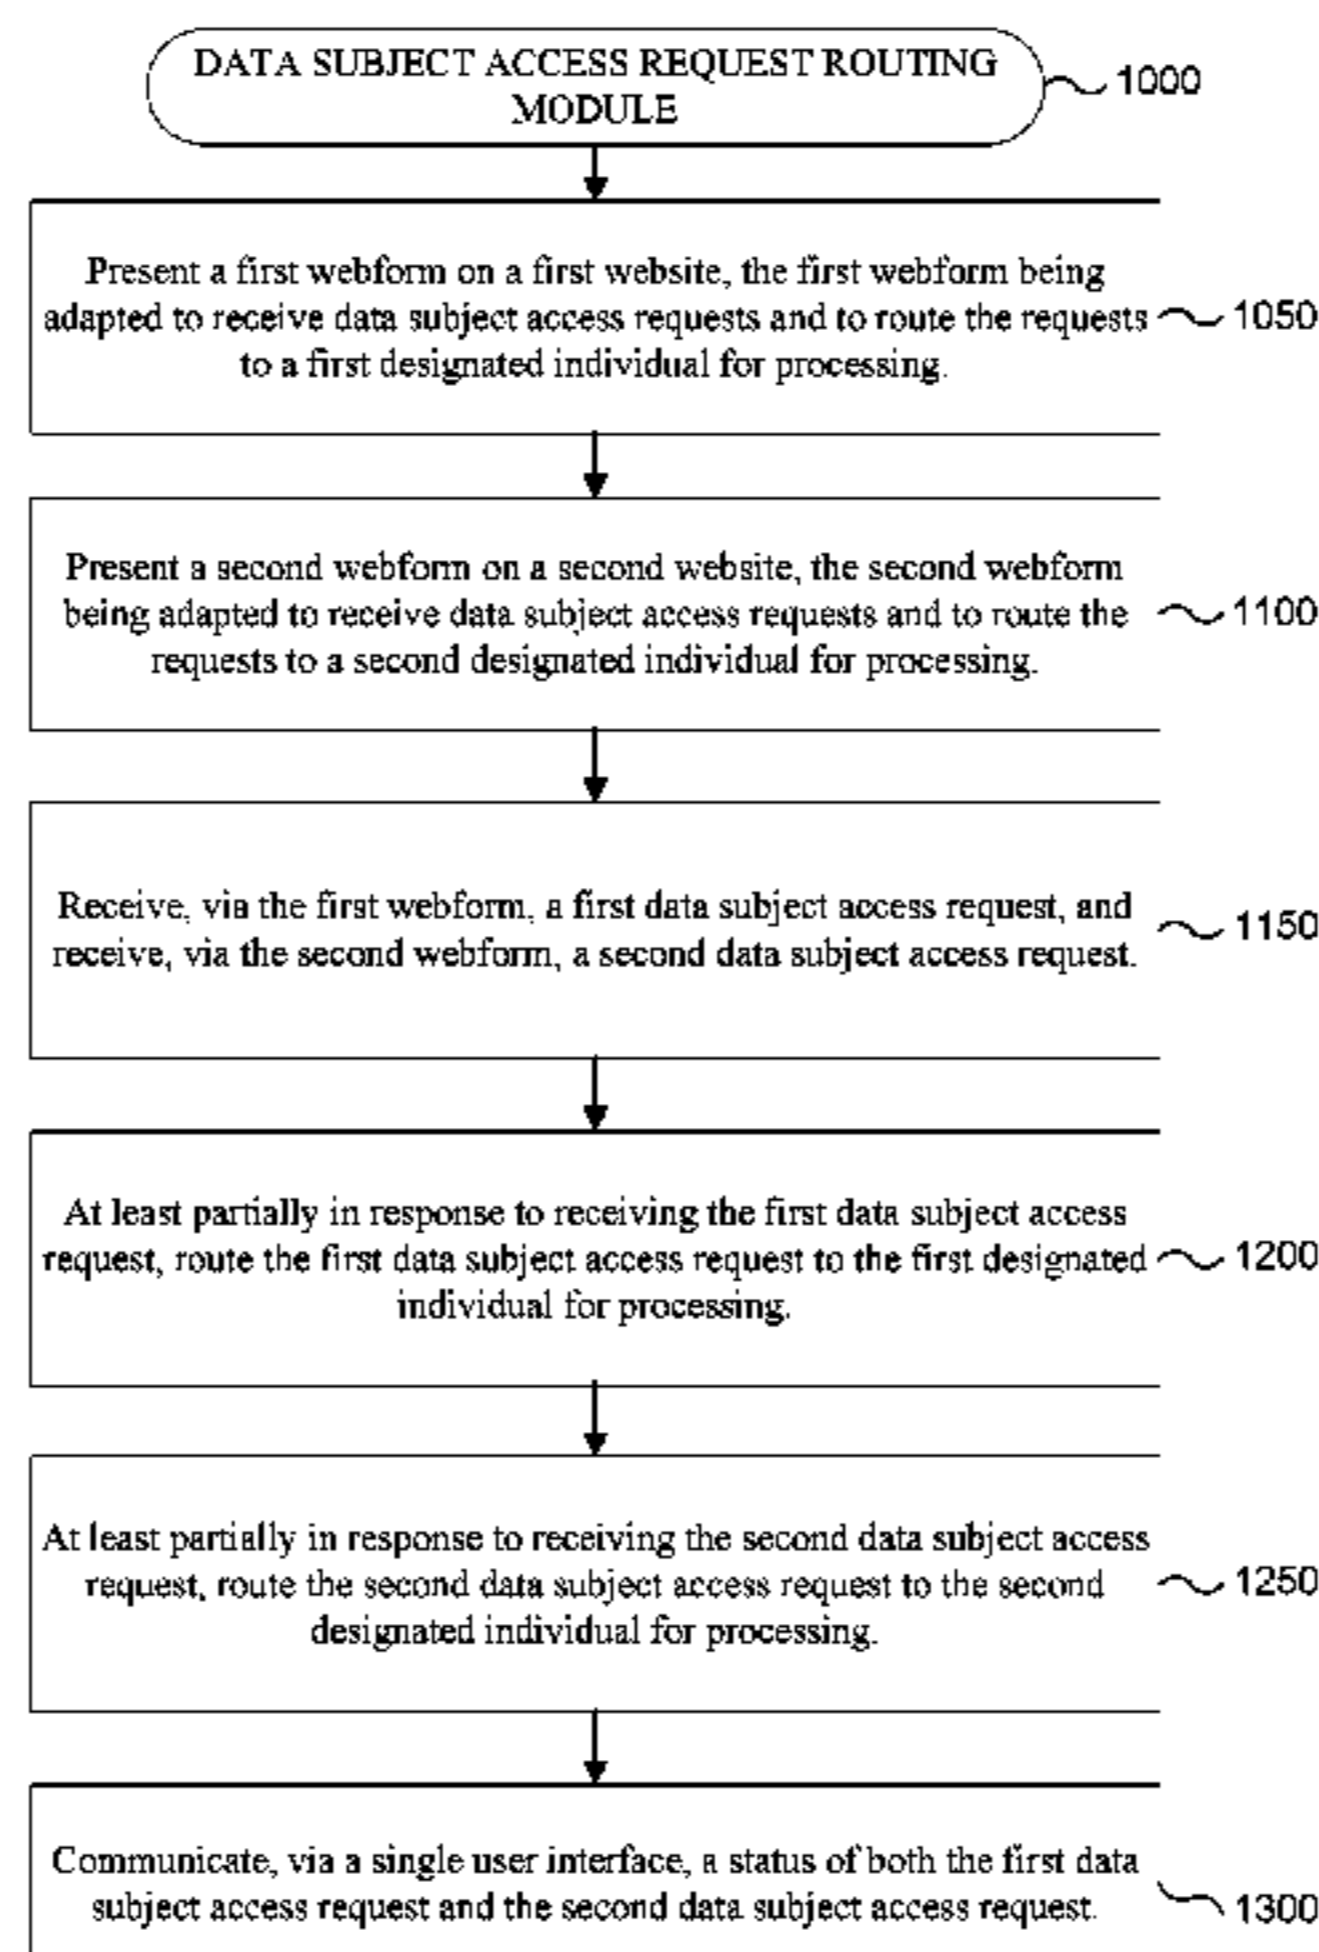 DATA SUBJECT ACCESS REQUEST ROUTING
MODULE
1000
Present a first webform on a first website, the first webform being
adapted to receive data subject access requests and to route the requests
to a first designated individual for processing.
1050
Present a second webform on a second website, the second webform
being adapted to receive data subject access requests and to route the
requests to a second designated individual for processing.
1100
Receive, via the first webform, a first data subject access request, and
receive, via the second webform, a second data subject access request.
1150
At least partially in response to receiving the first data subject access
request, route the first data subject access request to the first designated
individual for processing.
1200
At least partially in response to receiving the second data subject access
request, route the second data subject access request to the second
designated individual for processing.
1250
Communicate, via a single user interface, a status of both the first data
subject access request and the second data subject access request.
1300